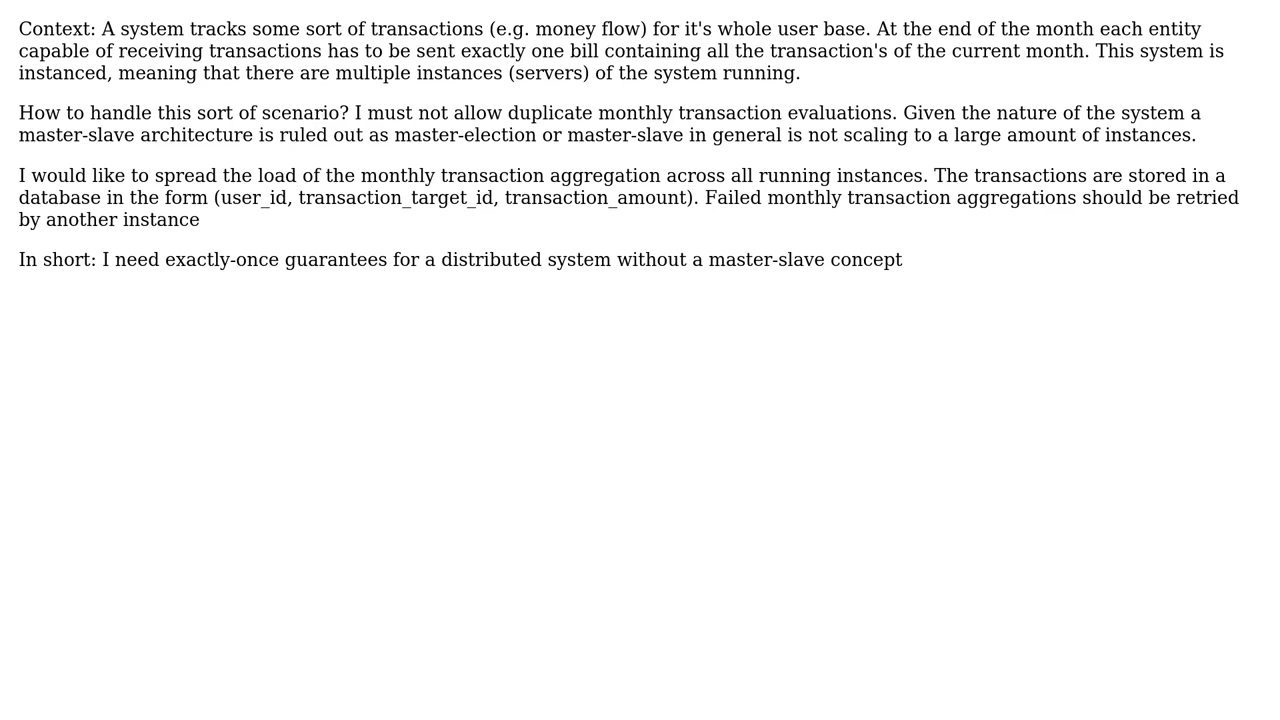 Context: A system tracks some sort of transactions (e.g. money flow) for it's whole user base. At the end of the month each entity
capable of receiving transactions has to be sent exactly one bill containing all the transaction's of the current month. This system is
instanced, meaning that there are multiple instances (servers) of the system running.
How to handle this sort of scenario? I must not allow duplicate monthly transaction evaluations. Given the nature of the system a
master-slave architecture is ruled out as master-election or master-slave in general is not scaling to a large amount of instances.
I would like to spread the load of the monthly transaction aggregation across all running instances. The transactions are stored in a
database in the form (user_id, transaction_target_id, transaction_amount). Failed monthly transaction aggregations should be retried
by another instance
In short: I need exactly-once guarantees for a distributed system without a master-slave concept